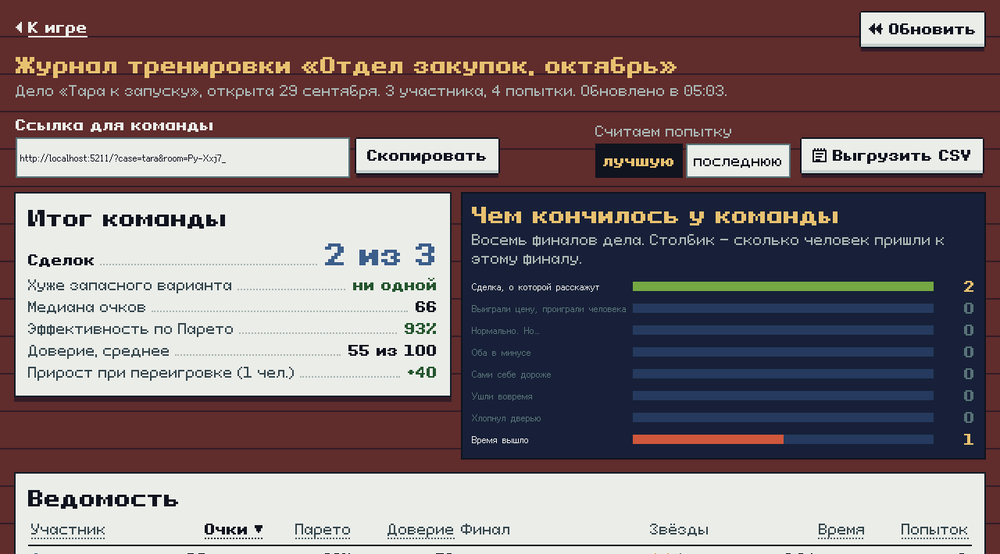 К игре
Обновить
Журнал тренировки «Отдел закупок, октябрь»
Дело «Тара к запуску», открыта 29 сентября. 3 участника, 4 попытки. Обновлено в 05:03.
Ссылка для команды
http://localhost:5211/?case=tara&room=Py-Xxj7_
Скопировать
Считаем попытку
лучшую
последнюю
Выгрузить CSV
Итог команды
Сделок 2 из 3
Хуже запасного варианта ни одной
Медиана очков 66
Эффективность по Парето 93%
Доверие, среднее 55 из 100
Прирост при переигровке (1 чел.) +40
Чем кончилось у команды
Восемь финалов дела. Столбик — сколько человек пришли к
этому финалу.
Сделка, о которой расскажут 2
Выиграли цену, проиграли человека 0
Нормально. Но… 0
Оба в минусе 0
Сами себе дороже 0
Ушли вовремя 0
Хлопнул дверью 0
Время вышло 1
Ведомость
Участник Очки ▼ Парето Доверие Финал Звёзды Время Попыток